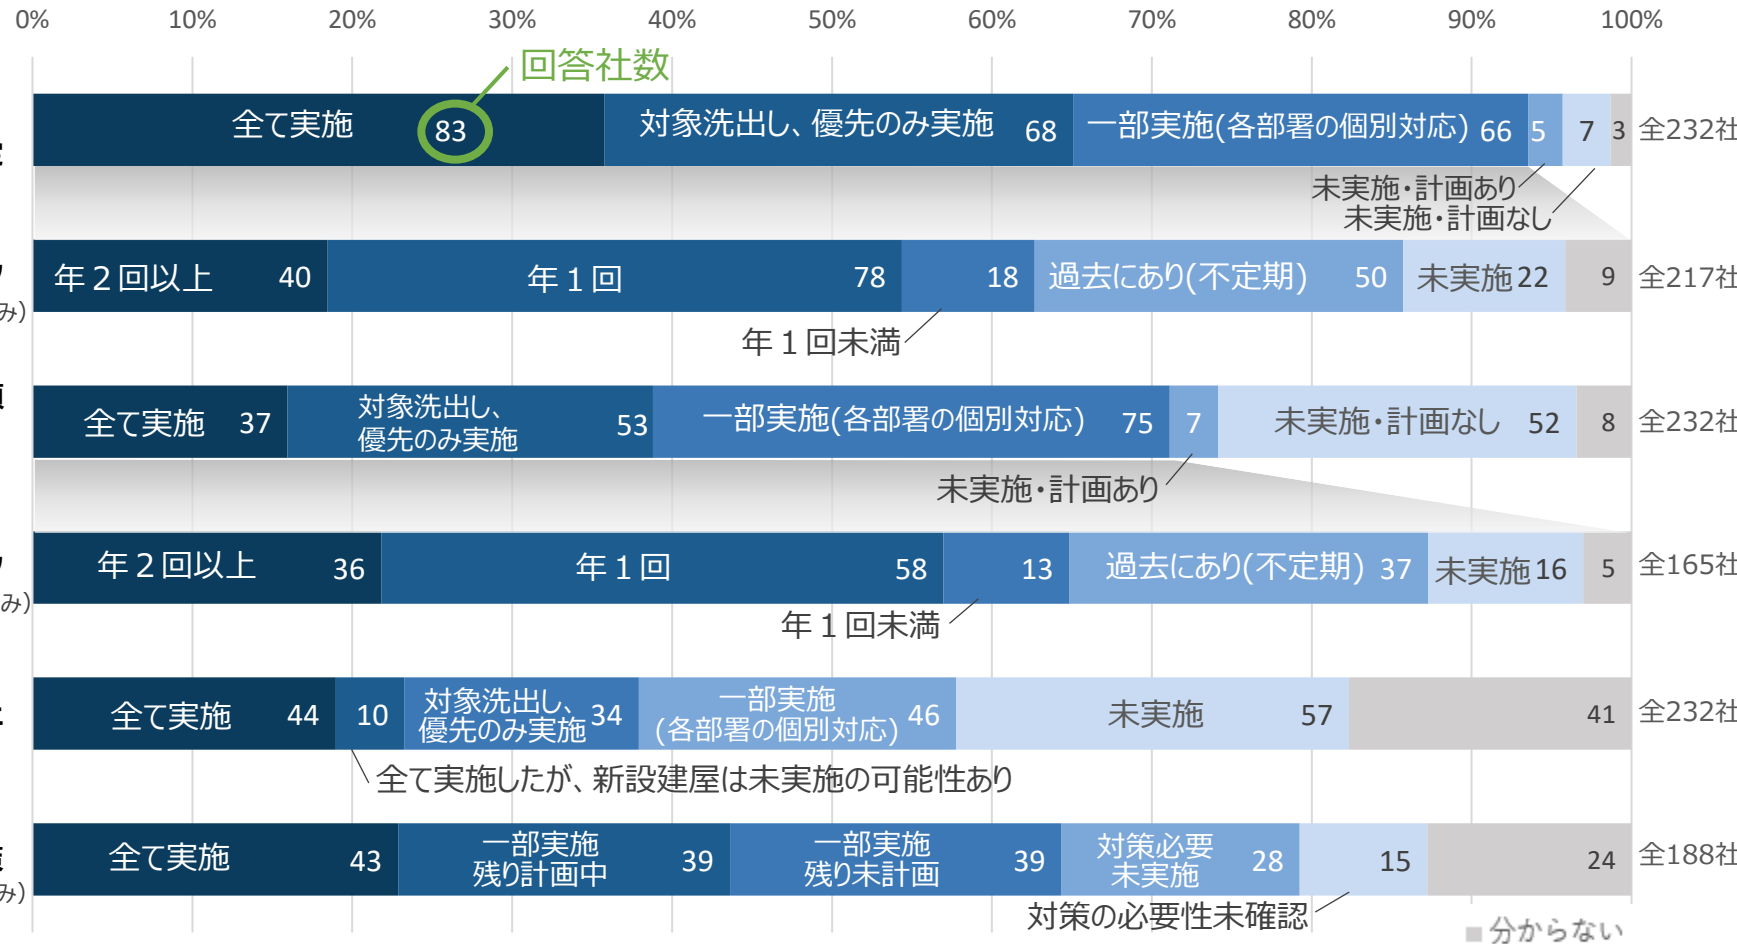 0% 10% 20% 30% 40% 50% 60% 70% 80% 90% 100%
回答社数
全て実施 83 対象洗出し、優先のみ実施 68 一部実施(各部署の個別対応) 66 5 7 3 全232社
未実施・計画あり
未実施・計画なし
年２回以上 40 年１回 78 18 過去にあり(不定期) 50 未実施 22 9 全217社
み)
年１回未満
全て実施 37 対象洗出し、
優先のみ実施 53 一部実施(各部署の個別対応) 75 7 未実施・計画なし 52 8 全232社
未実施・計画あり
年２回以上 36 年１回 58 13 過去にあり(不定期) 37 未実施 16 5 全165社
み)
年１回未満
全て実施 44 10 対象洗出し、
優先のみ実施 34 一部実施
(各部署の個別対応) 46 未実施 57 41 全232社
全て実施したが、新設建屋は未実施の可能性あり
全て実施 43 一部実施
残り計画中 39 一部実施
残り未計画 39 対策必要
未実施 28 15 24 全188社
み)
対策の必要性未確認
分からない